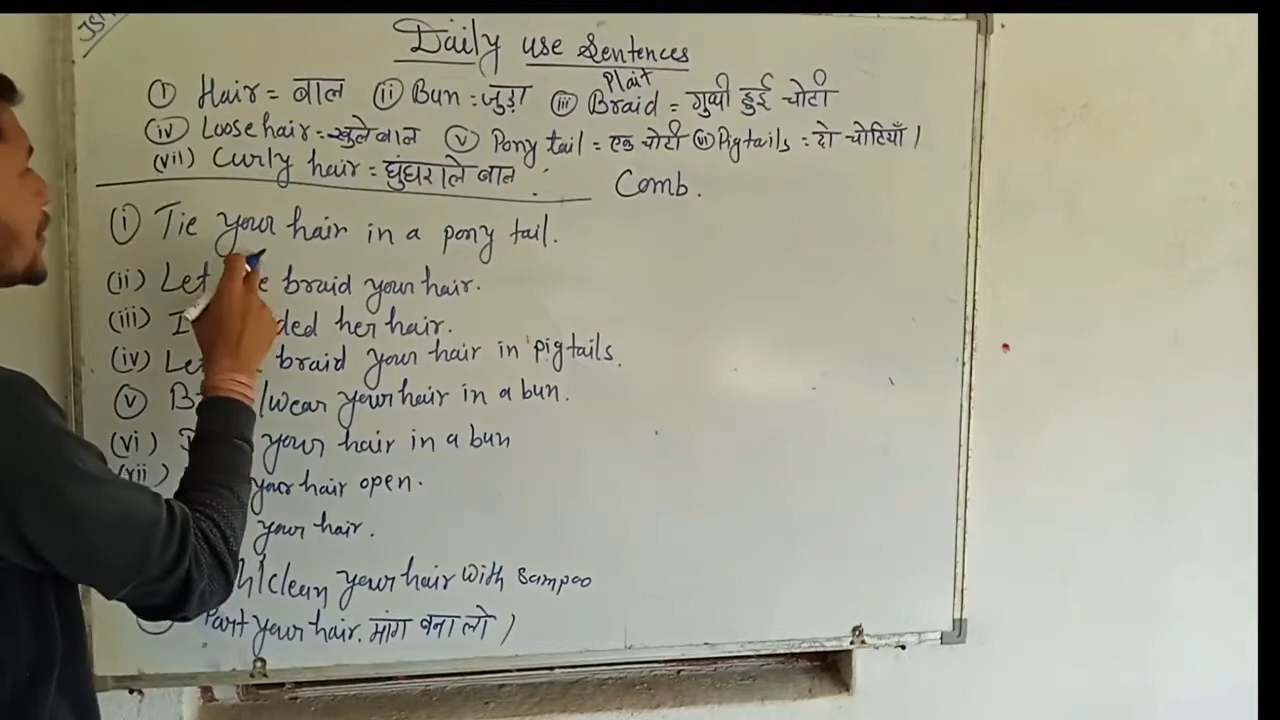 Daily use Sentences
① Hair = बाल (ii) Bun = जुड़ा (iii) Braid = गुथी हुई चोटी
Plait
(iv) Loose hair = खुले बाल (v) Pony tail = एक चोटी (vi) Pigtails = दो चोटियाँ।
(vii) Curly hair = घुंघराले बाल Comb.
(i) Tie your hair in a pony tail.
(ii) Let braid your hair.
(iii) I her hair.
(iv) braid your hair in pigtails.
(v) /wear your hair in a bun.
(vi) your hair in a bun
(vii) your hair open.
your hair.
/clean your hair with sampoo
Part your hair. मांग बना लो।